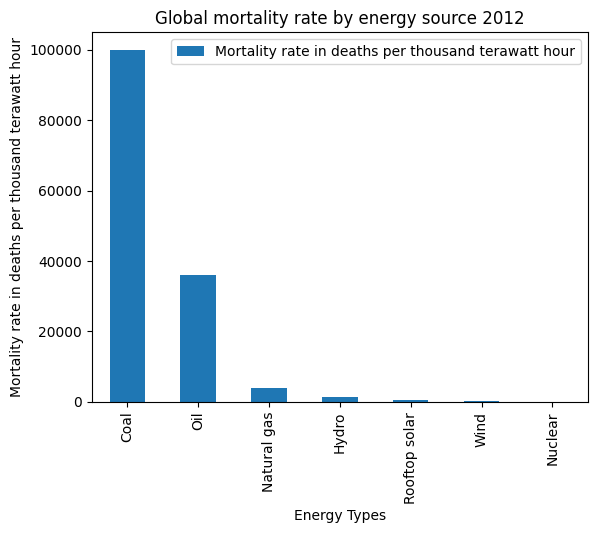 Global mortality rate by energy source 2012
Mortality rate in deaths per thousand terawatt hour
Mortality rate in deaths per thousand terawatt hour
100000
80000
60000
40000
20000
0
Coal
Oil
Natural gas
Hydro
Rooftop solar
Wind
Nuclear
Energy Types